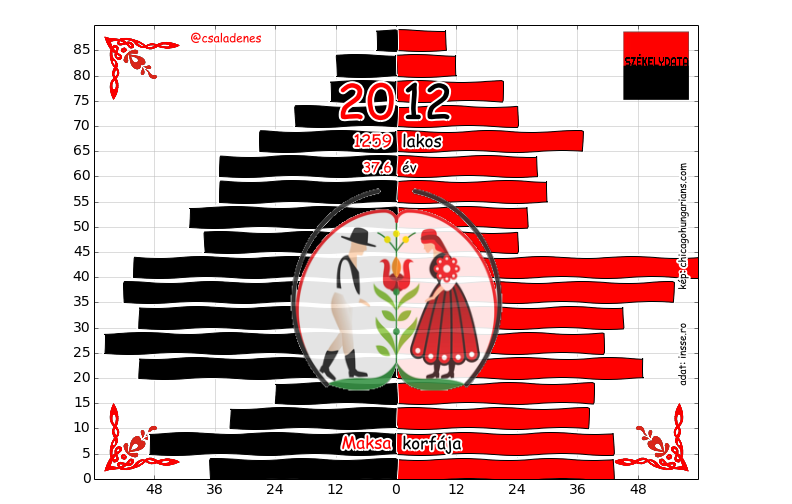 @csaladenes
SZÉKELYDATA
2012
1259 lakos
37.6 év
kép: chicagohungarians.com
adat: insse.ro
Maksa korfája
85
80
75
70
65
60
55
50
45
40
35
30
25
20
15
10
5
0
48 36 24 12 0 12 24 36 48